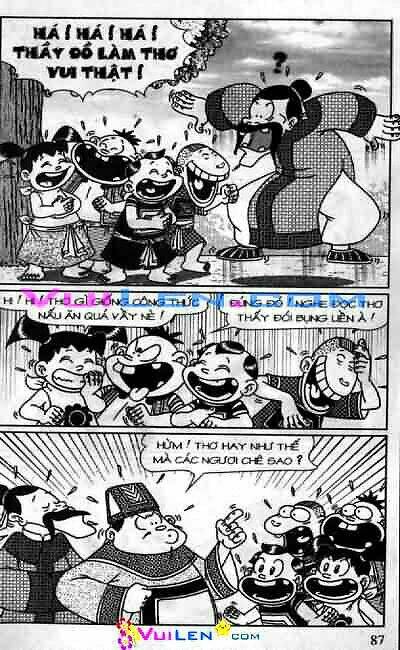 HÁ! HÁ! HÁ!
THẦY ĐỒ LÀM THƠ
VUI THẬT!
?
HI! HI! THƠ GÌ GIỐNG CÔNG THỨC
NẤU ĂN QUÁ VẬY NÈ!
ĐÚNG ĐÓ! NGHE ĐỌC THƠ
THẤY ĐÓI BỤNG LIỀN À!
HỪM! THƠ HAY NHƯ THẾ
MÀ CÁC NGƯƠI CHÊ SAO?
87
VUILEN.COM